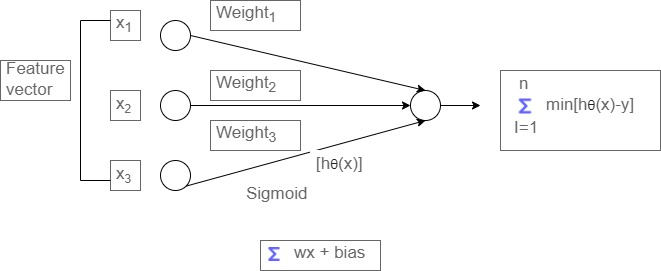 x1
Weight1
Feature
vector
x2
Weight2
n
Σ min[hθ(x)-y]
I=1
Weight3
x3
[hθ(x)]
Sigmoid
Σ wx + bias